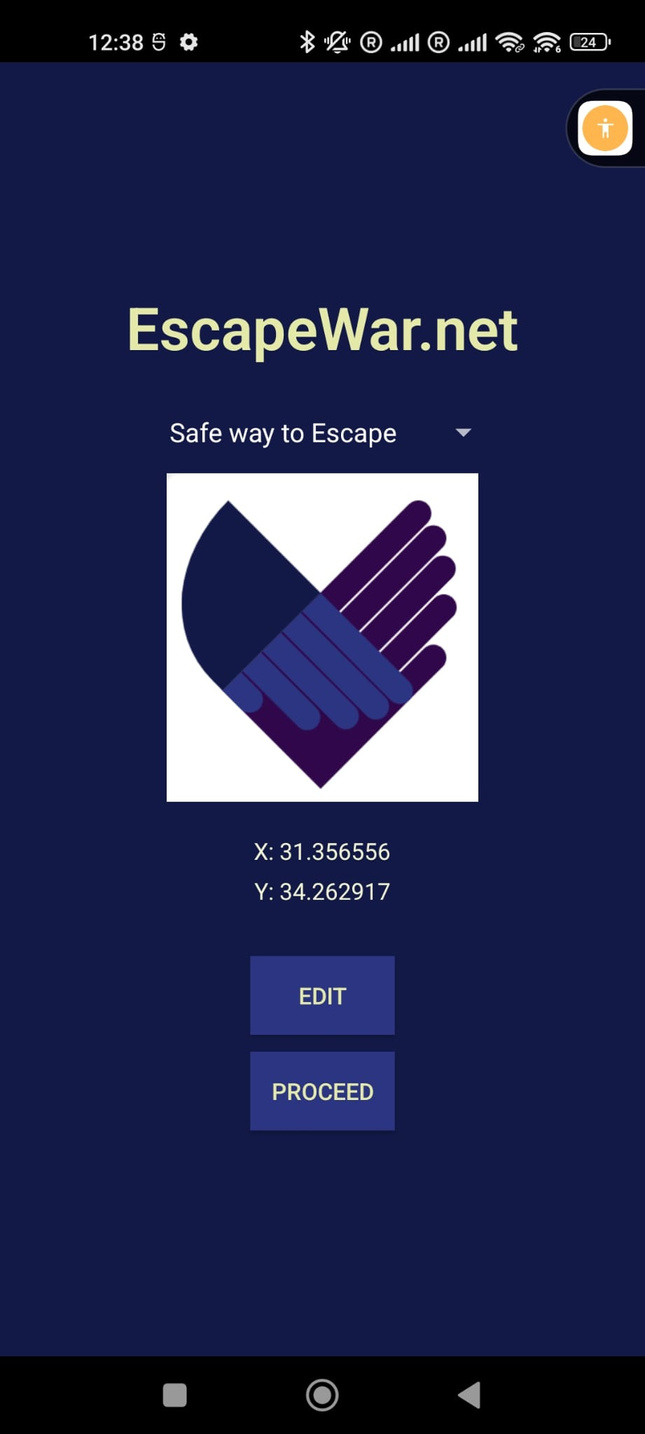 12:38
24
EscapeWar.net
Safe way to Escape
X: 31.356556
Y: 34.262917
EDIT
PROCEED